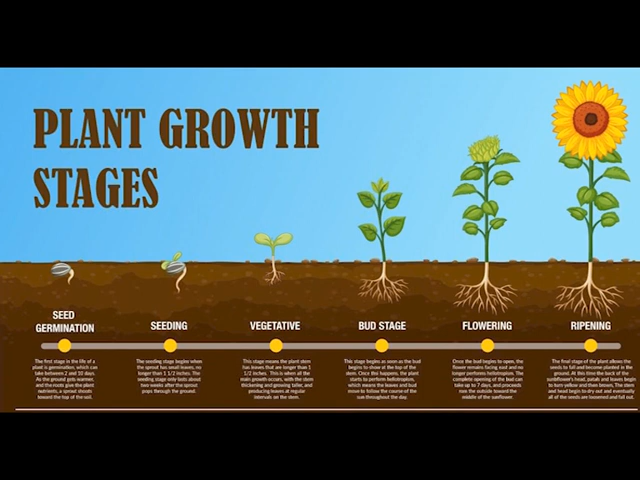 PLANT GROWTH
STAGES
SEED
GERMINATION
SEEDING
VEGETATIVE
BUD STAGE
FLOWERING
RIPENING
The first stage in the life of a
plant is germination, which can
take between 2 and 10 days.
As the ground gets warmer,
and the roots give the plant
nutrients, a sprout shoots
toward the top of the soil.
The seeding stage begins when
the sprout has small leaves, no
longer than 1 1/2 inches. The
seeding stage only lasts about
two weeks after the sprout
pops through the ground.
This stage means the plant stem
has leaves that are longer than 1
1/2 inches. This is when all the
main growth occurs, with the stem
thickening and growing taller, and
producing leaves at regular
intervals on the stem.
This stage begins as soon as the bud
begins to show at the top of the
stem. Once this happens, the plant
starts to perform heliotropism,
which means the leaves and bud
move to follow the course of the
sun throughout the day.
Once the bud begins to open, the
flower remains facing east and no
longer performs heliotropism. The
complete opening of the bud can
take up to 7 days, and proceeds
from the outside toward the
middle of the sunflower.
The final stage of the plant allows the
seeds to fall and become planted in the
ground. At this time the back of the
sunflower's head, petals and leaves begin
to turn yellow and then brown. The stem
and head begin to dry out and eventually
all of the seeds are loosened and fall out.